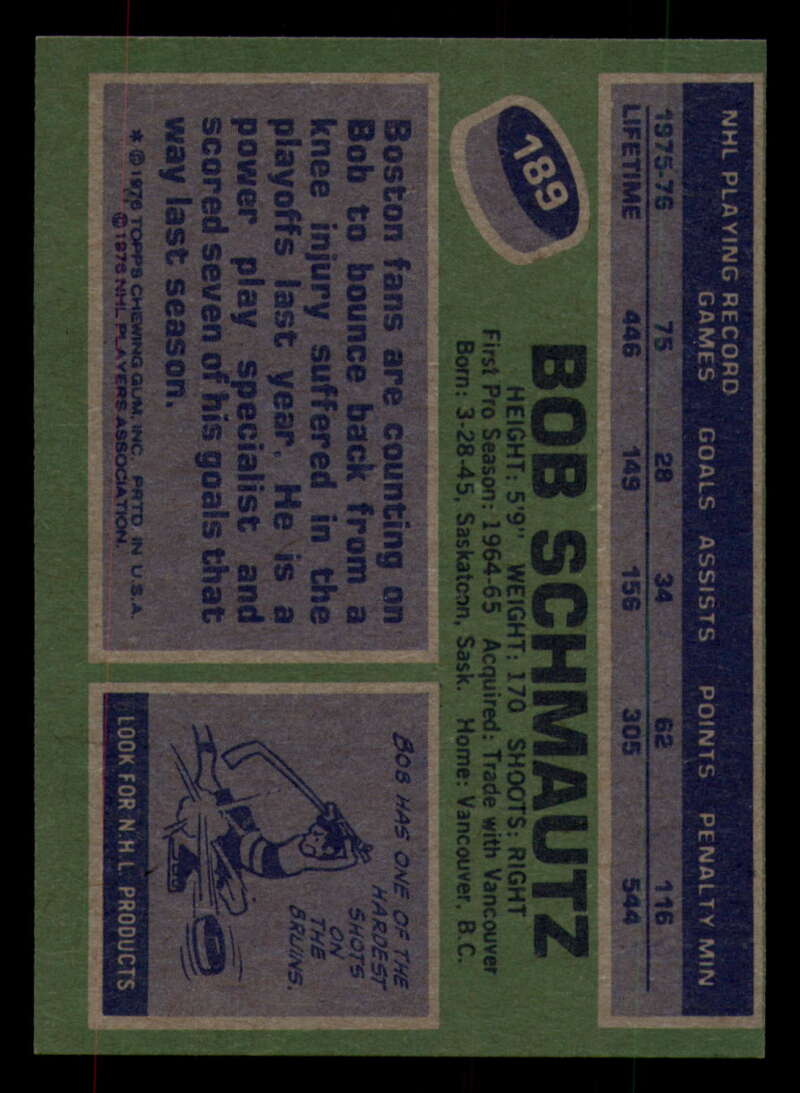 NHL PLAYING RECORD
GAMES GOALS ASSISTS POINTS PENALTY MIN
1975-76 75 28 34 62 116
LIFETIME 446 149 156 305 544
189
BOB SCHMAUTZ
HEIGHT: 5'9" WEIGHT: 170 SHOOTS: RIGHT
First Pro Season: 1964-65 Acquired: Trade with Vancouver
Born: 3-28-45, Saskatoon, Sask. Home: Vancouver, B.C.
Boston fans are counting on
Bob to bounce back from a
knee injury suffered in the
playoffs last year. He is a
power play specialist and
scored seven of his goals that
way last season.
* © 1976 TOPPS CHEWING GUM, INC. PRTD. IN U.S.A.
© 1976 NHL PLAYERS ASSOCIATION.
BOB HAS ONE OF THE
HARDEST
SHOTS
ON
THE
BRUINS.
LOOK FOR N.H.L. PRODUCTS